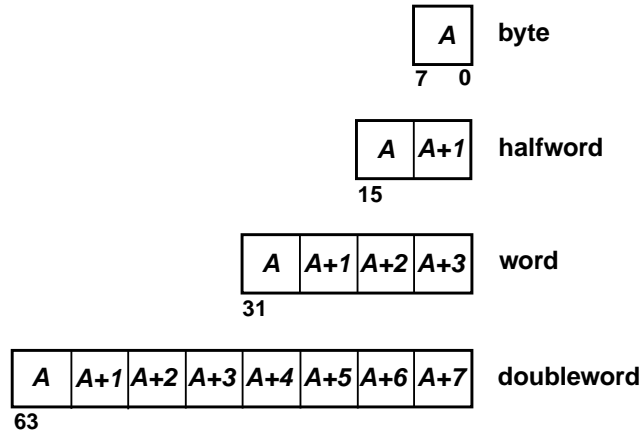 A byte
7 0
A A+1 halfword
15
A A+1 A+2 A+3 word
31
A A+1 A+2 A+3 A+4 A+5 A+6 A+7 doubleword
63